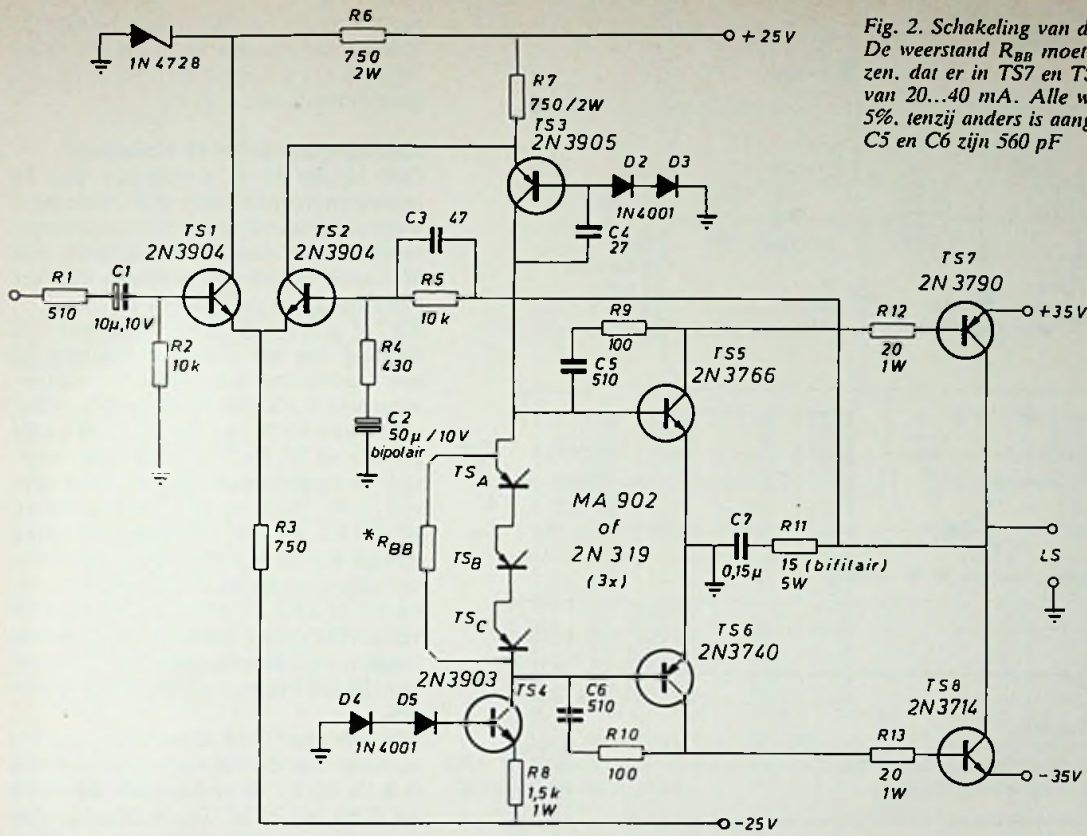 Fig. 2. Schakeling van d
De weerstand R_BB moet
zen. dat er in TS7 en TS
van 20...40 mA. Alle w
5%. tenzij anders is aang
C5 en C6 zijn 560 pF
1N4728
R6
750
2W
+ 25V
R7
750/2W
TS3
2N3905
D2
D3
1N4001
C4
27
C3
47
R5
10k
TS1
2N3904
TS2
2N3904
R1
510
C1
10µ,10V
R2
10k
R4
430
C2
50µ/10V
bipolair
R3
750
R9
100
C5
510
TS5
2N3766
R12
20
1W
TS7
2N3790
+35V
TS_A
*R_BB
TS_B
TS_C
MA 902
of
2N 319
(3x)
C7
0,15µ
R11
15 (bifilair)
5W
LS
TS6
2N3740
2N3903
TS4
D4
D5
1N4001
C6
510
R10
100
R13
20
1W
TS8
2N3714
-35V
R8
1,5k
1W
-25V